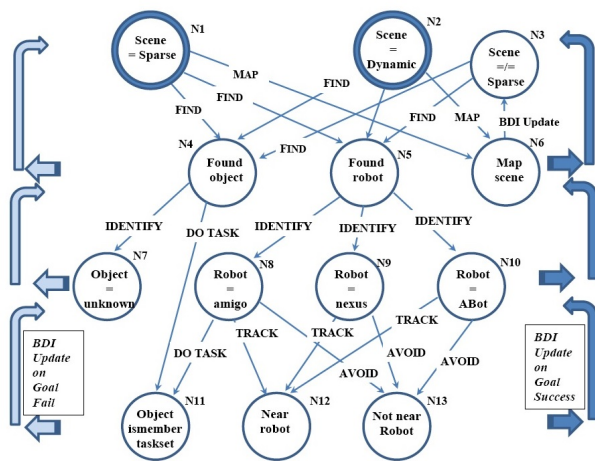 N1
Scene
= Sparse
N2
Scene
=
Dynamic
N3
Scene
=/=
Sparse
MAP
FIND
FIND
FIND
FIND
MAP
BDI Update
FIND
N4
Found
object
N5
Found
robot
N6
Map
scene
IDENTIFY
DO TASK
IDENTIFY
IDENTIFY
IDENTIFY
N7
Object
=
unknown
N8
Robot
=
amigo
N9
Robot
=
nexus
N10
Robot
=
ABot
TRACK
TRACK
TRACK
DO TASK
AVOID
AVOID
AVOID
BDI
Update
on
Goal
Fail
BDI
Update
on
Goal
Success
N11
Object
ismember
taskset
N12
Near
robot
N13
Not near
Robot